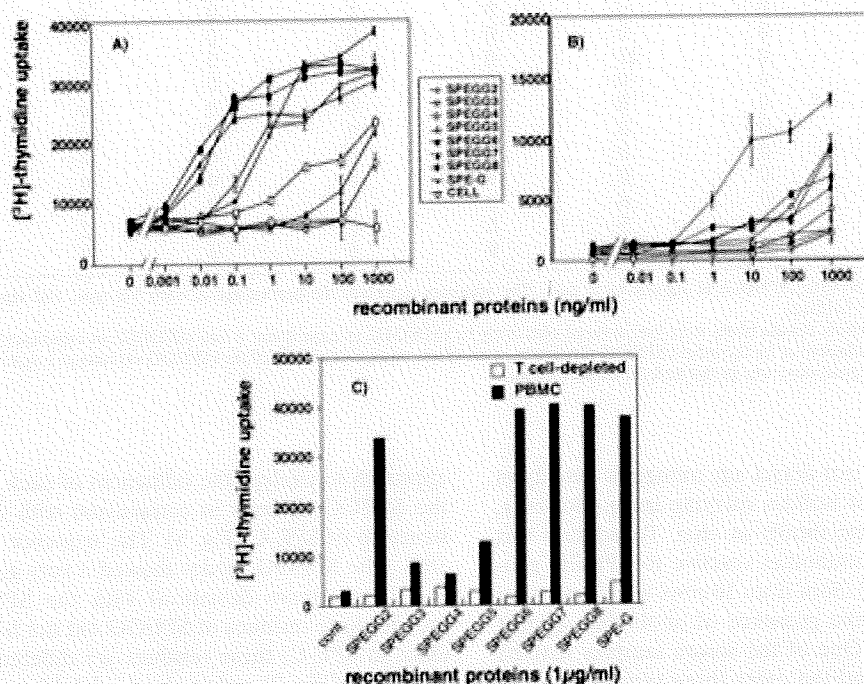 A)
[³H]-thymidine uptake
40000
30000
20000
10000
0
0 0.001 0.01 0.1 1 10 100 1000
SPEGG2
SPEGG3
SPEGG4
SPEGG5
SPEGG6
SPEGG7
SPEGG8
SPE-G
CELL
B)
20000
15000
10000
5000
0
0 0.01 0.1 1 10 100 1000
recombinant proteins (ng/ml)
C)
T cell-depleted
PBMC
[³H]-thymidine uptake
50000
40000
30000
20000
10000
0
cont SPEGG2 SPEGG3 SPEGG4 SPEGG5 SPEGG6 SPEGG7 SPEGG8 SPE-G
recombinant proteins (1µg/ml)